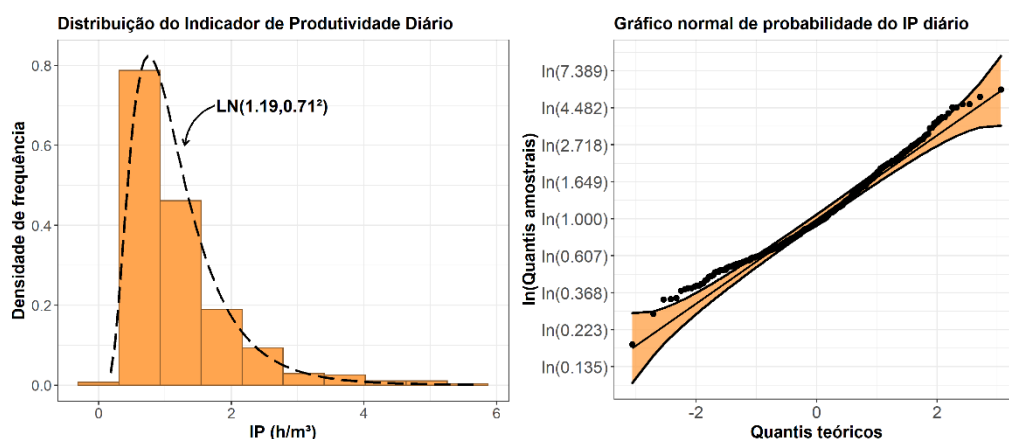 Distribuição do Indicador de Produtividade Diário
Densidade de frequência
0.8
0.6
0.4
0.2
0.0
LN(1.19,0.71²)
0
2
4
6
IP (h/m³)
Gráfico normal de probabilidade do IP diário
ln(Quantis amostrais)
ln(7.389)
ln(4.482)
ln(2.718)
ln(1.649)
ln(1.000)
ln(0.607)
ln(0.368)
ln(0.223)
ln(0.135)
-2
0
2
Quantis teóricos